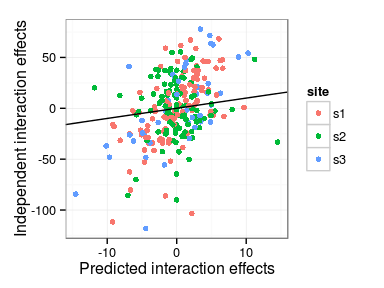 Independent interaction effects
50
0
-50
-100
-10
0
10
Predicted interaction effects
site
s1
s2
s3